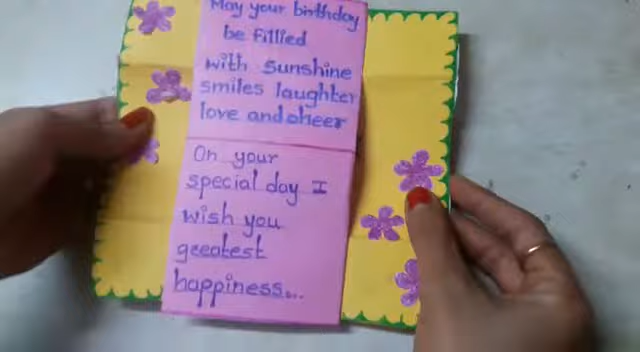 May your birthday
be fillied
with sunshine
smiles laughter
love and cheer
On your
special day I
wish you
greatest
happiness...